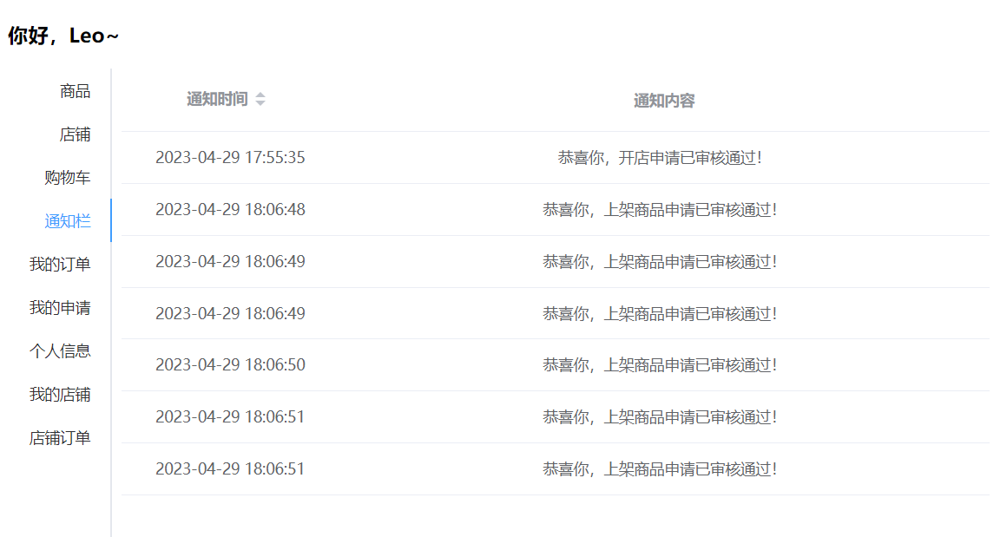 你好，Leo~
商品
店铺
购物车
通知栏
我的订单
我的申请
个人信息
我的店铺
店铺订单
通知时间 通知内容
2023-04-29 17:55:35 恭喜你，开店申请已审核通过！
2023-04-29 18:06:48 恭喜你，上架商品申请已审核通过！
2023-04-29 18:06:49 恭喜你，上架商品申请已审核通过！
2023-04-29 18:06:49 恭喜你，上架商品申请已审核通过！
2023-04-29 18:06:50 恭喜你，上架商品申请已审核通过！
2023-04-29 18:06:51 恭喜你，上架商品申请已审核通过！
2023-04-29 18:06:51 恭喜你，上架商品申请已审核通过！